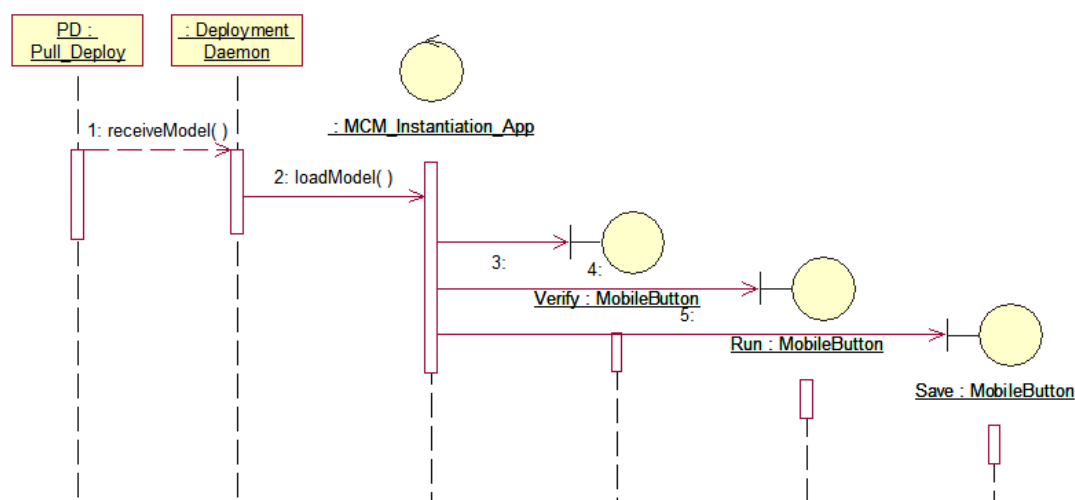 PD :
Pull_Deploy
: Deployment
Daemon
: MCM_Instantiation_App
1: receiveModel( )
2: loadModel( )
3:
4:
Verify : MobileButton
5:
Run : MobileButton
Save : MobileButton